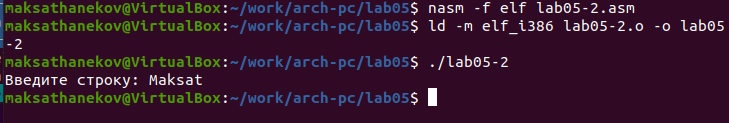 maksathanekov@VirtualBox:~/work/arch-pc/lab05$ nasm -f elf lab05-2.asm
maksathanekov@VirtualBox:~/work/arch-pc/lab05$ ld -m elf_i386 lab05-2.o -o lab05
-2
maksathanekov@VirtualBox:~/work/arch-pc/lab05$ ./lab05-2
Введите строку: Maksat
maksathanekov@VirtualBox:~/work/arch-pc/lab05$